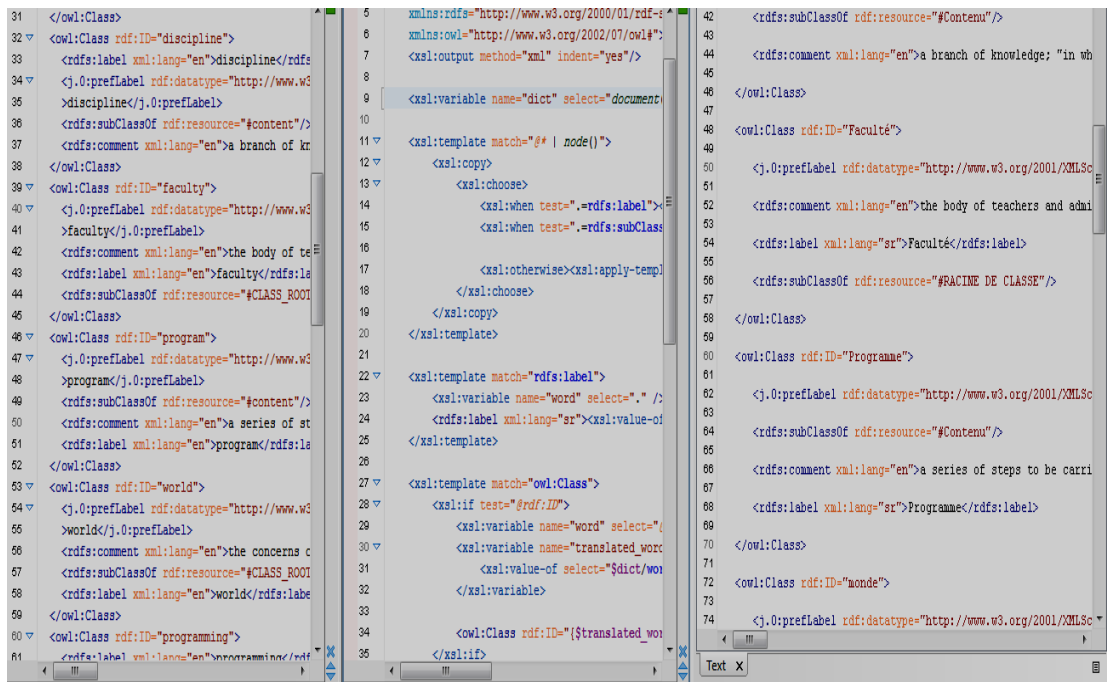 31 </owl:Class>
32 <owl:Class rdf:ID="discipline">
33 <rdfs:label xml:lang="en">discipline</rdfs
34 <j.0:prefLabel rdf:datatype="http://www.w3
35 >discipline</j.0:prefLabel>
36 <rdfs:subClassOf rdf:resource="#content"/>
37 <rdfs:comment xml:lang="en">a branch of kr
38 </owl:Class>
39 <owl:Class rdf:ID="faculty">
40 <j.0:prefLabel rdf:datatype="http://www.w3
41 >faculty</j.0:prefLabel>
42 <rdfs:comment xml:lang="en">the body of te
43 <rdfs:label xml:lang="en">faculty</rdfs:la
44 <rdfs:subClassOf rdf:resource="#CLASS_ROOT
45 </owl:Class>
46 <owl:Class rdf:ID="program">
47 <j.0:prefLabel rdf:datatype="http://www.w3
48 >program</j.0:prefLabel>
49 <rdfs:subClassOf rdf:resource="#content"/>
50 <rdfs:comment xml:lang="en">a series of st
51 <rdfs:label xml:lang="en">program</rdfs:la
52 </owl:Class>
53 <owl:Class rdf:ID="world">
54 <j.0:prefLabel rdf:datatype="http://www.w3
55 >world</j.0:prefLabel>
56 <rdfs:comment xml:lang="en">the concerns o
57 <rdfs:subClassOf rdf:resource="#CLASS_ROOT
58 <rdfs:label xml:lang="en">world</rdfs:labe
59 </owl:Class>
60 <owl:Class rdf:ID="programming">
61 <rdfs:label xml:lang="en">programming</rdf
5 xmlns:rdfs="http://www.w3.org/2000/01/rdf-s
6 xmlns:owl="http://www.w3.org/2002/07/owl#">
7 <xsl:output method="xml" indent="yes"/>
8
9 <xsl:variable name="dict" select="document(
10
11 <xsl:template match="@* | node()">
12 <xsl:copy>
13 <xsl:choose>
14 <xsl:when test=".=rdfs:label"><
15 <xsl:when test=".=rdfs:subClass
16
17 <xsl:otherwise><xsl:apply-templ
18 </xsl:choose>
19 </xsl:copy>
20 </xsl:template>
21
22 <xsl:template match="rdfs:label">
23 <xsl:variable name="word" select="." />
24 <rdfs:label xml:lang="sr"><xsl:value-of
25 </xsl:template>
26
27 <xsl:template match="owl:Class">
28 <xsl:if test="@rdf:ID">
29 <xsl:variable name="word" select="@
30 <xsl:variable name="translated_word
31 <xsl:value-of select="$dict/wor
32 </xsl:variable>
33
34 <owl:Class rdf:ID="{$translated_wor
35 </xsl:if>
42 <rdfs:subClassOf rdf:resource="#Contenu"/>
43
44 <rdfs:comment xml:lang="en">a branch of knowledge; "in wh
45
46 </owl:Class>
47
48 <owl:Class rdf:ID="Faculté">
49
50 <j.0:prefLabel rdf:datatype="http://www.w3.org/2001/XMLSc
51
52 <rdfs:comment xml:lang="en">the body of teachers and admi
53
54 <rdfs:label xml:lang="sr">Faculté</rdfs:label>
55
56 <rdfs:subClassOf rdf:resource="#RACINE DE CLASSE"/>
57
58 </owl:Class>
59
60 <owl:Class rdf:ID="Programme">
61
62 <j.0:prefLabel rdf:datatype="http://www.w3.org/2001/XMLSc
63
64 <rdfs:subClassOf rdf:resource="#Contenu"/>
65
66 <rdfs:comment xml:lang="en">a series of steps to be carri
67
68 <rdfs:label xml:lang="sr">Programme</rdfs:label>
69
70 </owl:Class>
71
72 <owl:Class rdf:ID="monde">
73
74 <j.0:prefLabel rdf:datatype="http://www.w3.org/2001/XMLSc
Text X